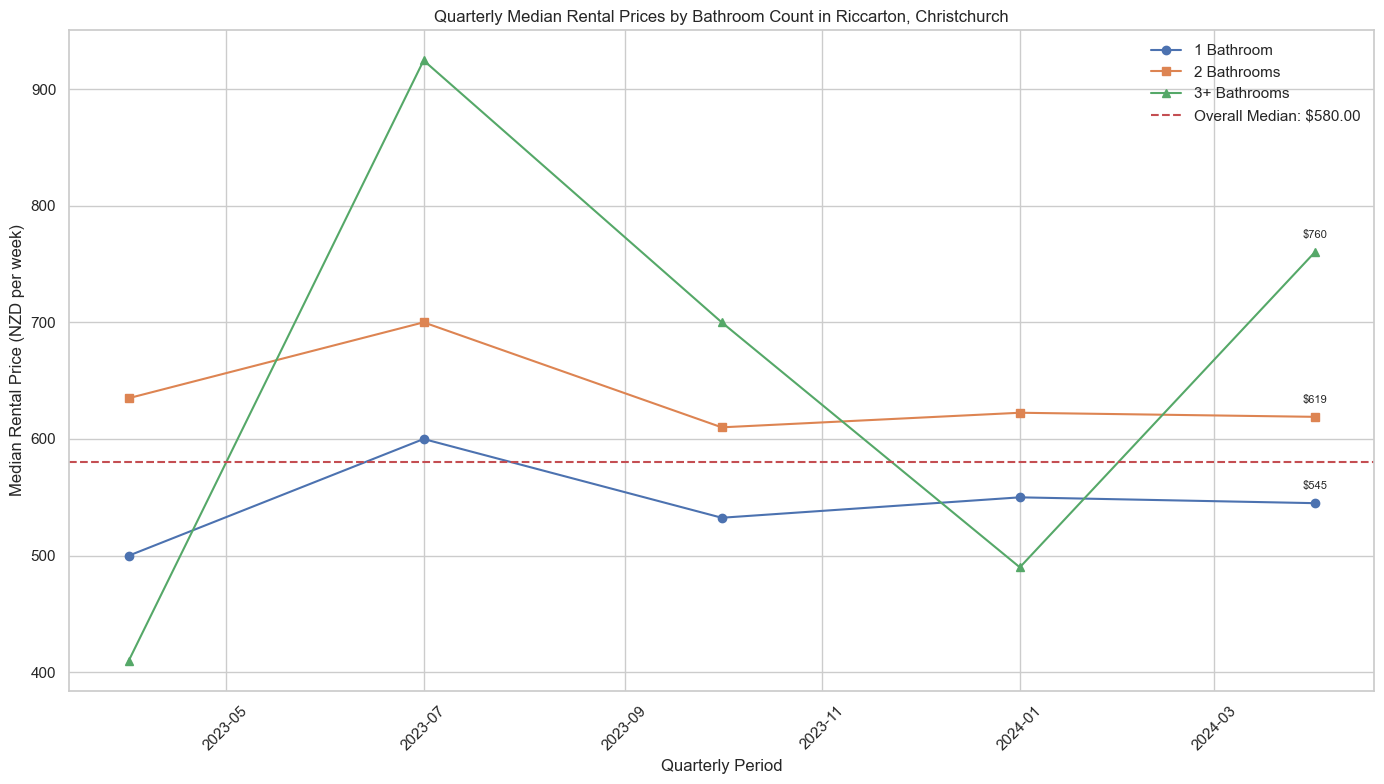 Quarterly Median Rental Prices by Bathroom Count in Riccarton, Christchurch
1 Bathroom
2 Bathrooms
3+ Bathrooms
Overall Median: $580.00
Median Rental Price (NZD per week)
900
800
700
600
500
400
$760
$619
$545
2023-05
2023-07
2023-09
2023-11
2024-01
2024-03
Quarterly Period